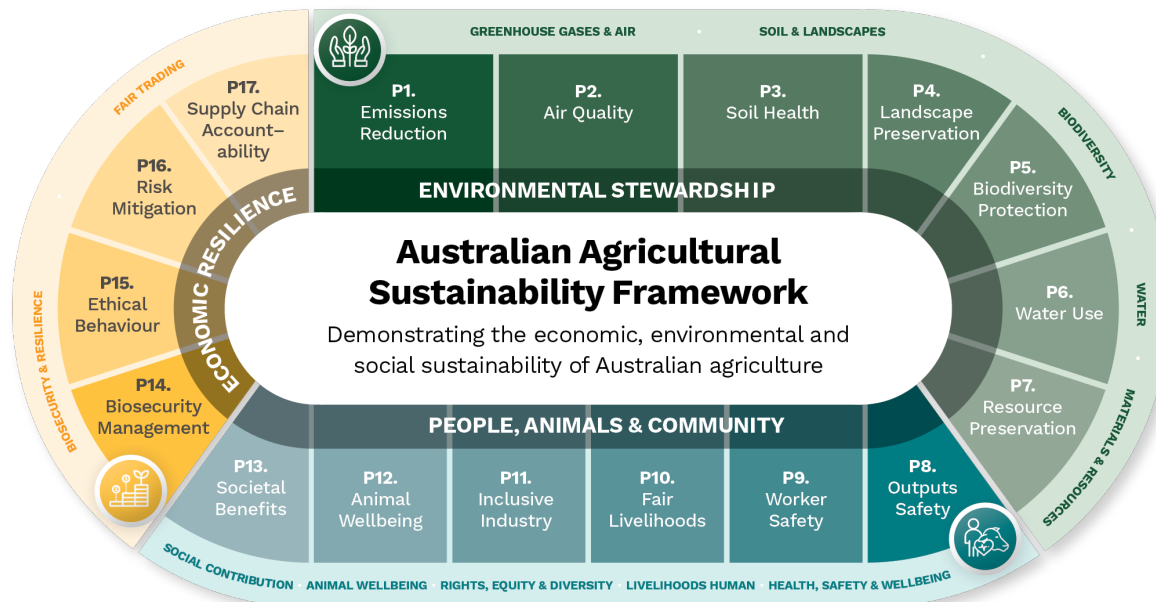 Australian Agricultural
Sustainability Framework
Demonstrating the economic, environmental and
social sustainability of Australian agriculture
ENVIRONMENTAL STEWARDSHIP
GREENHOUSE GASES & AIR
SOIL & LANDSCAPES
BIODIVERSITY
WATER
MATERIALS & RESOURCES
P1.
Emissions
Reduction
P2.
Air Quality
P3.
Soil Health
P4.
Landscape
Preservation
P5.
Biodiversity
Protection
P6.
Water Use
P7.
Resource
Preservation
PEOPLE, ANIMALS & COMMUNITY
P8.
Outputs
Safety
P9.
Worker
Safety
P10.
Fair
Livelihoods
P11.
Inclusive
Industry
P12.
Animal
Wellbeing
P13.
Societal
Benefits
SOCIAL CONTRIBUTION · ANIMAL WELLBEING · RIGHTS, EQUITY & DIVERSITY · LIVELIHOODS HUMAN · HEALTH, SAFETY & WELLBEING
ECONOMIC RESILIENCE
P14.
Biosecurity
Management
P15.
Ethical
Behaviour
P16.
Risk
Mitigation
P17.
Supply Chain
Account–
ability
BIOSECURITY & RESILIENCE
FAIR TRADING